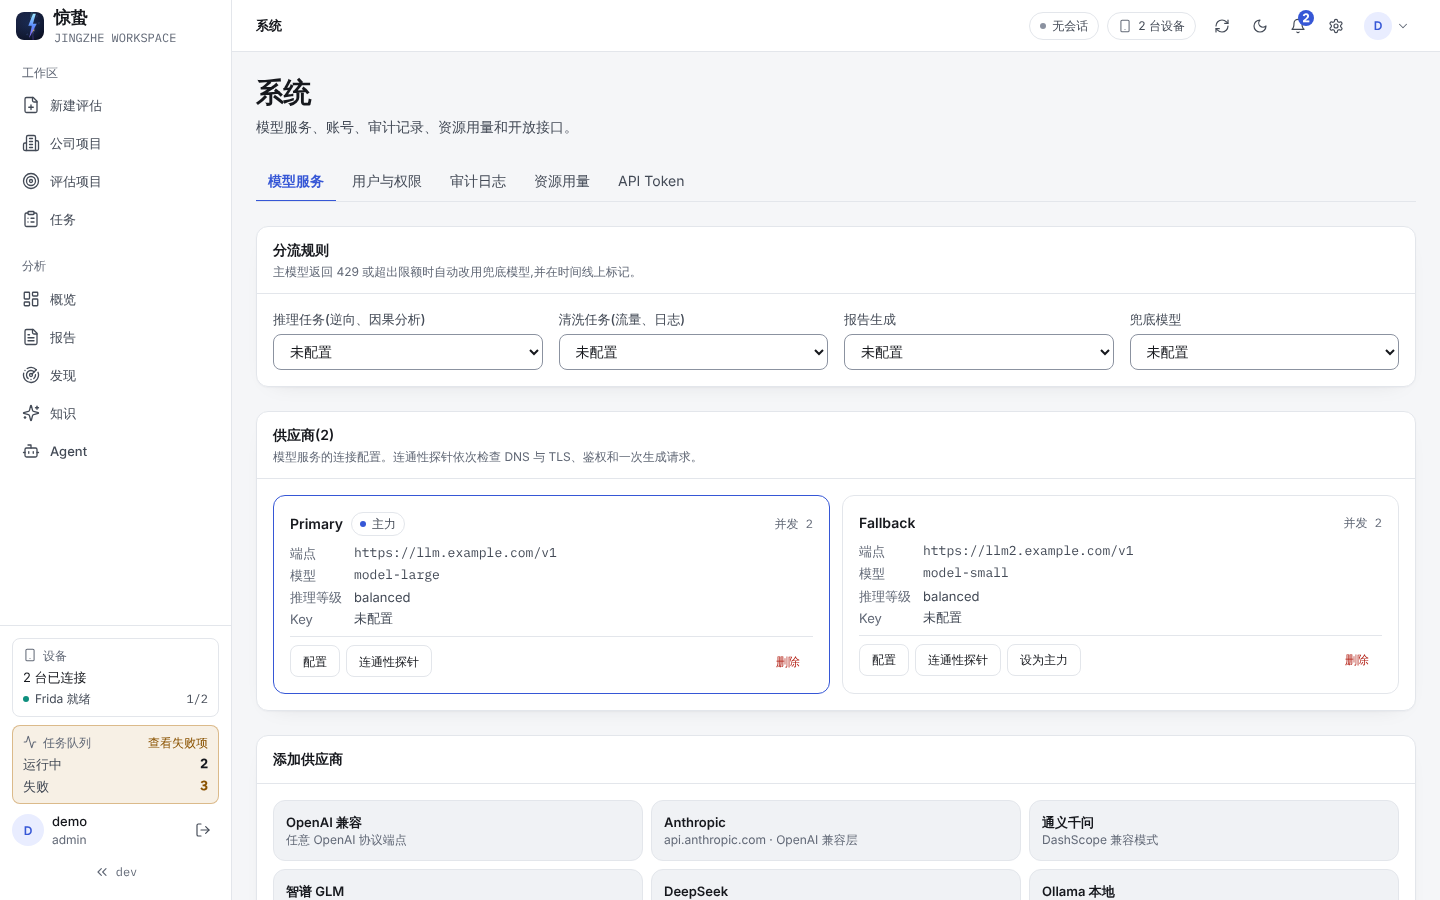 惊蛰
JINGZHE WORKSPACE
工作区
新建评估
公司项目
评估项目
任务
分析
概览
报告
发现
知识
Agent
设备
2 台已连接
Frida 就绪 1/2
任务队列 查看失败项
运行中 2
失败 3
D demo
admin
dev
系统 无会话 2 台设备 2 D
系统
模型服务、账号、审计记录、资源用量和开放接口。
模型服务 用户与权限 审计日志 资源用量 API Token
分流规则
主模型返回 429 或超出限额时自动改用兜底模型,并在时间线上标记。
推理任务(逆向、因果分析) 清洗任务(流量、日志) 报告生成 兜底模型
未配置 未配置 未配置 未配置
供应商(2)
模型服务的连接配置。连通性探针依次检查 DNS 与 TLS、鉴权和一次生成请求。
Primary 主力 并发 2
端点 https://llm.example.com/v1
模型 model-large
推理等级 balanced
Key 未配置
配置 连通性探针 删除
Fallback 并发 2
端点 https://llm2.example.com/v1
模型 model-small
推理等级 balanced
Key 未配置
配置 连通性探针 设为主力 删除
添加供应商
OpenAI 兼容
任意 OpenAI 协议端点
Anthropic
api.anthropic.com · OpenAI 兼容层
通义千问
DashScope 兼容模式
智谱 GLM
DeepSeek
Ollama 本地